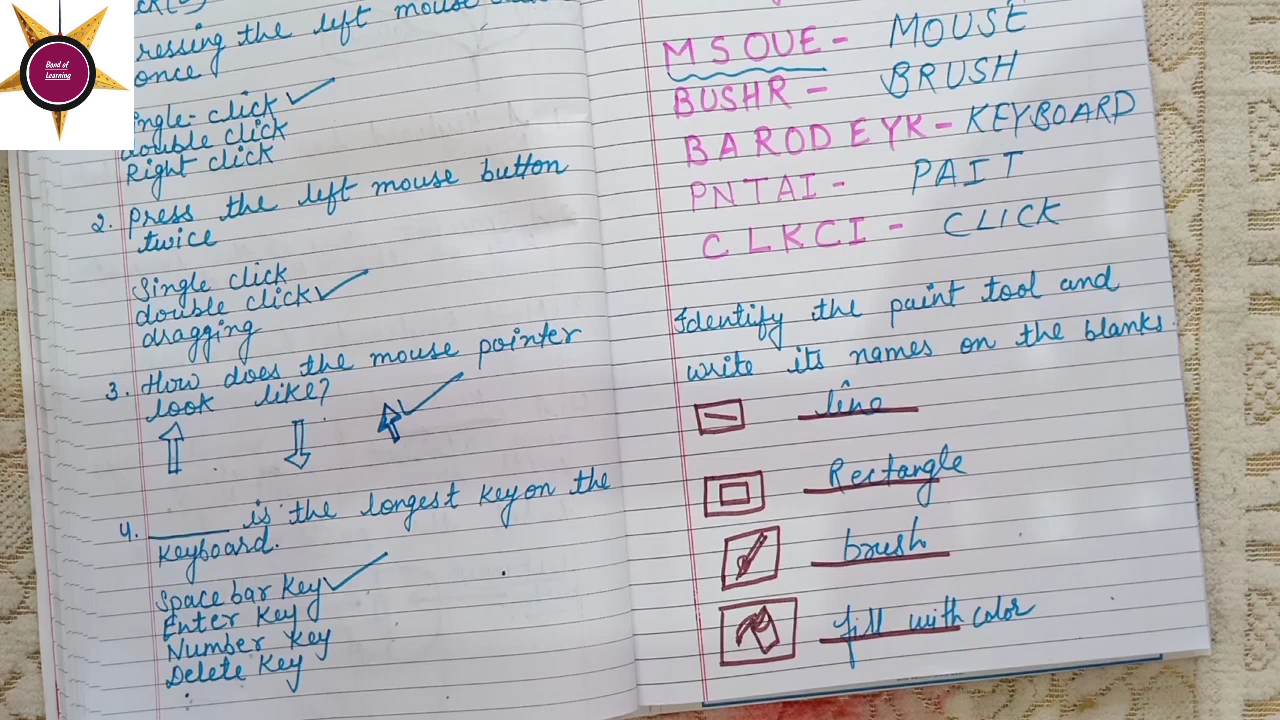 Bond of
Learning
ressing the left mouse
once
ngle-click ✓
double click
Right click
2. Press the left mouse button
twice
Single click
double click ✓
dragging
3. How does the mouse pointer
look like?
4. ______ is the longest key on the
Keyboard.
Space bar Key ✓
Enter Key
Number Key
Delete Key
MSOUE - MOUSE
BUSHR - BRUSH
BARODEYK - KEYBOARD
PNTAI - PAIT
CLKCI - CLICK
Identify the paint tool and
write its names on the blanks.
line
Rectangle
brush
fill with color